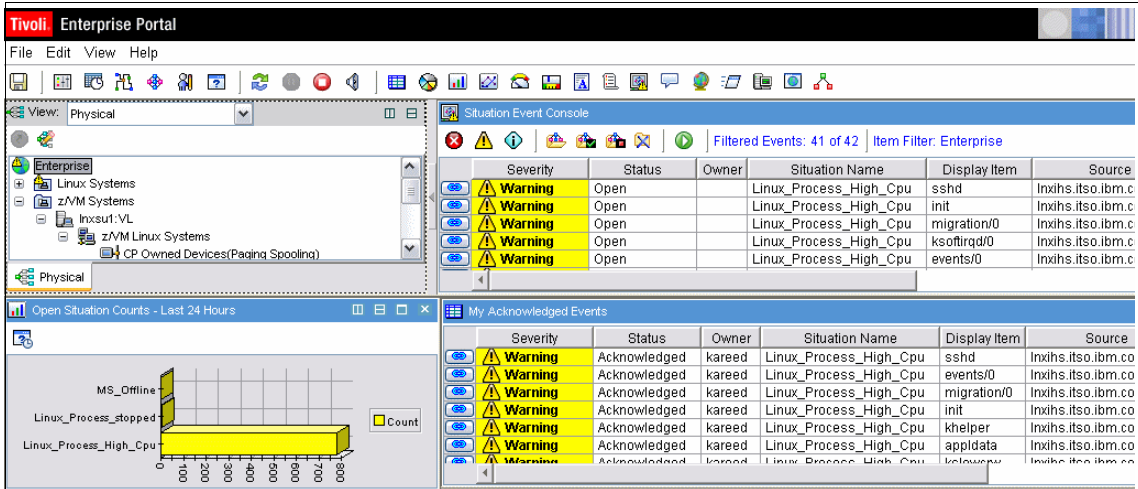 Tivoli. Enterprise Portal
File Edit View Help
View: Physical
Enterprise
Linux Systems
z/VM Systems
lnxsu1:VL
z/VM Linux Systems
CP Owned Devices(Paging Spooling)
Physical
Situation Event Console
Filtered Events: 41 of 42 Item Filter: Enterprise
Severity Status Owner Situation Name Display Item Source
Warning Open Linux_Process_High_Cpu sshd lnxihs.itso.ibm.c
Warning Open Linux_Process_High_Cpu init lnxihs.itso.ibm.c
Warning Open Linux_Process_High_Cpu migration/0 lnxihs.itso.ibm.c
Warning Open Linux_Process_High_Cpu ksoftirqd/0 lnxihs.itso.ibm.c
Warning Open Linux_Process_High_Cpu events/0 lnxihs.itso.ibm.c
Open Situation Counts - Last 24 Hours
MS_Offline
Linux_Process_stopped
Linux_Process_High_Cpu
0 100 200 300 400 500 600 700 800
Count
My Acknowledged Events
Severity Status Owner Situation Name Display Item Source
Warning Acknowledged kareed Linux_Process_High_Cpu sshd lnxihs.itso.ibm.co
Warning Acknowledged kareed Linux_Process_High_Cpu events/0 lnxihs.itso.ibm.co
Warning Acknowledged kareed Linux_Process_High_Cpu migration/0 lnxihs.itso.ibm.co
Warning Acknowledged kareed Linux_Process_High_Cpu init lnxihs.itso.ibm.co
Warning Acknowledged kareed Linux_Process_High_Cpu khelper lnxihs.itso.ibm.co
Warning Acknowledged kareed Linux_Process_High_Cpu appldata lnxihs.itso.ibm.co
Warning Acknowledged kareed Linux_Process_High_Cpu lnxihs.itso.ibm.co